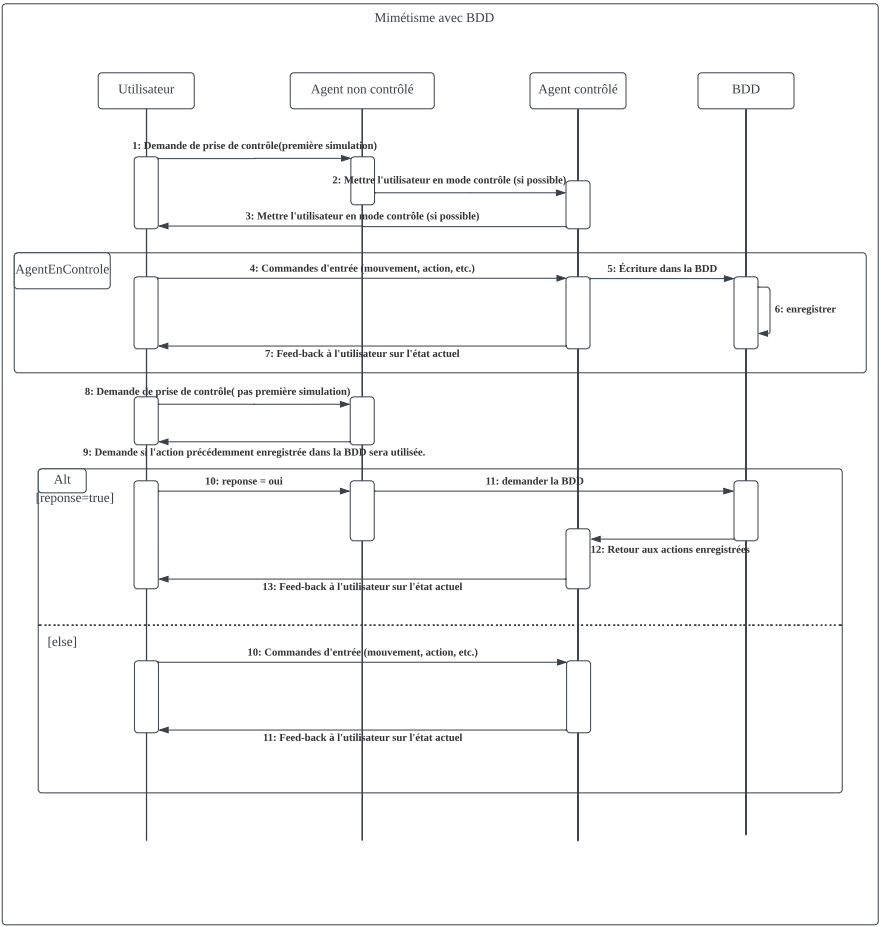 Mimétisme avec BDD
Utilisateur
Agent non contrôlé
Agent contrôlé
BDD
1: Demande de prise de contrôle(première simulation)
2: Mettre l'utilisateur en mode contrôle (si possible)
3: Mettre l'utilisateur en mode contrôle (si possible)
AgentEnControle
4: Commandes d'entrée (mouvement, action, etc.)
5: Écriture dans la BDD
6: enregistrer
7: Feed-back à l'utilisateur sur l'état actuel
8: Demande de prise de contrôle( pas première simulation)
9: Demande si l'action précédemment enregistrée dans la BDD sera utilisée.
Alt
[reponse=true]
10: reponse = oui
11: demander la BDD
12: Retour aux actions enregistrées
13: Feed-back à l'utilisateur sur l'état actuel
[else]
10: Commandes d'entrée (mouvement, action, etc.)
11: Feed-back à l'utilisateur sur l'état actuel